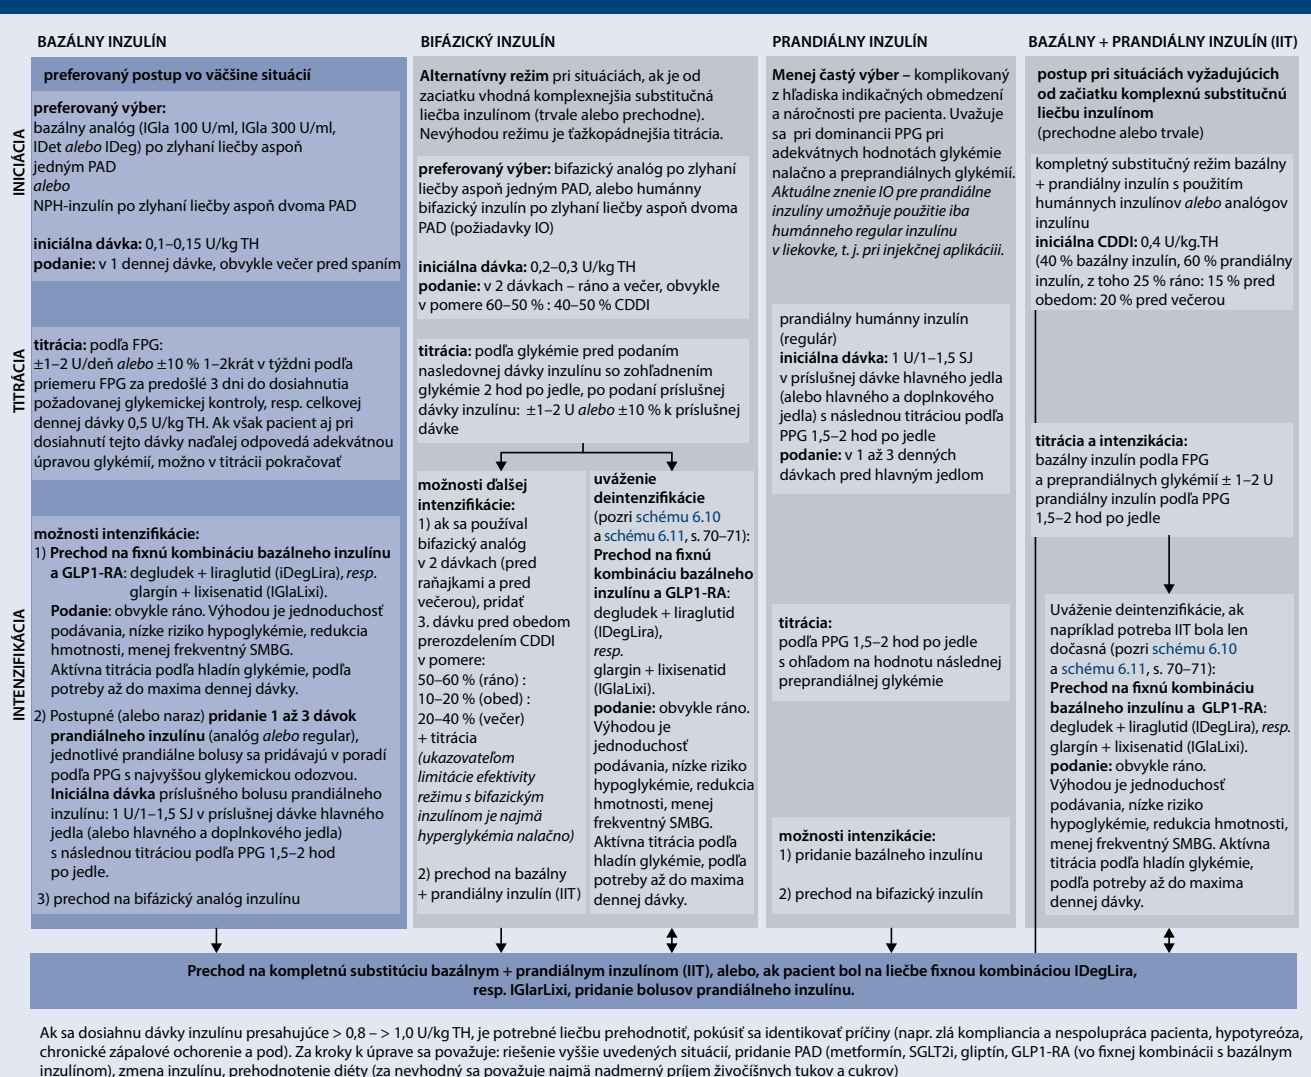 BAZÁLNY INZULÍN
preferovaný postup vo väčšine situácií
INICIÁCIA
preferovaný výber:
bazálny analóg (IGla 100 U/ml, IGla 300 U/ml,
IDet alebo IDeg) po zlyhaní liečby aspoň
jedným PAD
alebo
NPH-inzulín po zlyhaní liečby aspoň dvoma PAD
iniciálna dávka: 0,1–0,15 U/kg TH
podanie: v 1 dennej dávke, obvykle večer pred spaním
TITRÁCIA
titrácia: podľa FPG:
±1–2 U/deň alebo ±10 % 1–2krát v týždni podľa
priemeru FPG za predošlé 3 dni do dosiahnutia
požadovanej glykemickej kontroly, resp. celkovej
dennej dávky 0,5 U/kg TH. Ak však pacient aj pri
dosiahnutí tejto dávky naďalej odpovedá adekvátnou
úpravou glykémií, možno v titrácii pokračovať
INTENZIFIKÁCIA
možnosti intenzifikácie:
1) Prechod na fixnú kombináciu bazálneho inzulínu
a GLP1-RA: degludek + liraglutid (iDegLira), resp.
glargín + lixisenatid (IGlaLixi).
Podanie: obvykle ráno. Výhodou je jednoduchosť
podávania, nízke riziko hypoglykémie, redukcia
hmotnosti, menej frekventný SMBG.
Aktívna titrácia podľa hladín glykémie, podľa
potreby až do maxima dennej dávky.
2) Postupné (alebo naraz) pridanie 1 až 3 dávok
prandiálneho inzulínu (analóg alebo regular),
jednotlivé prandiálne bolusy sa pridávajú v poradí
podľa PPG s najvyššou glykemickou odozvou.
Iniciálna dávka príslušného bolusu prandiálneho
inzulínu: 1 U/1–1,5 SJ v príslušnej dávke hlavného
jedla (alebo hlavného a doplnkového jedla)
s následnou titráciou podľa PPG 1,5–2 hod
po jedle.
3) prechod na bifázický analóg inzulínu
BIFÁZICKÝ INZULÍN
Alternatívny režim pri situáciách, ak je od
zaciatku vhodná komplexnejšia substitučná
liečba inzulínom (trvale alebo prechodne).
Nevýhodou režimu je ťažkopádnejšia titrácia.
preferovaný výber: bifazický analóg po zlyhaní
liečby aspoň jedným PAD, alebo humánny
bifazický inzulín po zlyhaní liečby aspoň dvoma
PAD (požiadavky IO)
iniciálna dávka: 0,2–0,3 U/kg TH
podanie: v 2 dávkach – ráno a večer, obvykle
v pomere 60–50 % : 40–50 % CDDI
titrácia: podľa glykémie pred podaním
nasledovnej dávky inzulínu so zohľadnením
glykémie 2 hod po jedle, po podaní príslušnej
dávky inzulínu: ±1–2 U alebo ±10 % k príslušnej
dávke
možnosti ďalšej
intenzifikácie:
1) ak sa používal
bifazický analóg
v 2 dávkach (pred
raňajkami a pred
večerou), pridať
3. dávku pred obedom
prerozdelením CDDI
v pomere:
50–60 % (ráno) :
10–20 % (obed) :
20–40 % (večer)
+ titrácia
(ukazovateľom
limitácie efektivity
režimu s bifazickým
inzulínom je najmä
hyperglykémia nalačno)
2) prechod na bazálny
+ prandiálny inzulín (IIT)
uváženie
deintenzifikácie
(pozri schému 6.10
a schému 6.11, s. 70–71):
Prechod na fixnú
kombináciu bazálneho
inzulínu a GLP1-RA:
degludek + liraglutid
(IDegLira),
resp.
glargin + lixisenatid
(IGlaLixi).
podanie: obvykle ráno.
Výhodou je
jednoduchosť
podávania, nízke riziko
hypoglykémie, redukcia
hmotnosti, menej
frekventný SMBG.
Aktívna titrácia podľa
hladín glykémie, podľa
potreby až do maxima
dennej dávky.
PRANDIÁLNY INZULÍN
Menej častý výber – komplikovaný
z hľadiska indikačných obmedzení
a náročnosti pre pacienta. Uvažuje
sa pri dominancii PPG pri
adekvátnych hodnotách glykémie
nalačno a preprandiálnych glykémií.
Aktuálne znenie IO pre prandiálne
inzulíny umožňuje použitie iba
humánneho regular inzulínu
v liekovke, t. j. pri injekčnej aplikáciii.
prandiálny humánny inzulín
(regulár)
iniciálna dávka: 1 U/1–1,5 SJ
v príslušnej dávke hlavného jedla
(alebo hlavného a doplnkového
jedla) s následnou titráciou podľa
PPG 1,5–2 hod po jedle
podanie: v 1 až 3 denných
dávkach pred hlavným jedlom
titrácia:
podľa PPG 1,5–2 hod po jedle
s ohľadom na hodnotu následnej
preprandiálnej glykémie
možnosti intenzikácie:
1) pridanie bazálneho inzulínu
2) prechod na bifazický inzulín
BAZÁLNY + PRANDIÁLNY INZULÍN (IIT)
postup pri situáciách vyžadujúcich
od začiatku komplexnú substitučnú
liečbu inzulínom
(prechodne alebo trvale)
kompletný substitučný režim bazálny
+ prandiálny inzulín s použitím
humánnych inzulínov alebo analógov
inzulínu
iniciálna CDDI: 0,4 U/kg.TH
(40 % bazálny inzulín, 60 % prandiálny
inzulín, z toho 25 % ráno: 15 % pred
obedom: 20 % pred večerou
titrácia a intenzikácia:
bazálny inzulín podla FPG
a preprandiálnych glykémií ± 1–2 U
prandiálny inzulín podľa PPG
1,5–2 hod po jedle
Uváženie deintenzifikácie, ak
napríklad potreba IIT bola len
dočasná (pozri schému 6.10
a schému 6.11, s. 70–71):
Prechod na fixnú kombináciu
bazálneho inzulínu a GLP1-RA:
degludek + liraglutid (IDegLira), resp.
glargín + lixisenatid (IGlaLixi).
podanie: obvykle ráno.
Výhodou je jednoduchosť
podávania, nízke riziko
hypoglykémie, redukcia hmotnosti,
menej frekventný SMBG. Aktívna
titrácia podľa hladín glykémie,
podľa potreby až do maxima
dennej dávky.
Prechod na kompletnú substitúciu bazálnym + prandiálnym inzulínom (IIT), alebo, ak pacient bol na liečbe fixnou kombináciou IDegLira,
resp. IGlarLixi, pridanie bolusov prandiálneho inzulínu.
Ak sa dosiahnu dávky inzulínu presahujúce > 0,8 – > 1,0 U/kg TH, je potrebné liečbu prehodnotiť, pokúsiť sa identikovať príčiny (napr. zlá kompliancia a nespolupráca pacienta, hypotyreóza,
chronické zápalové ochorenie a pod). Za kroky k úprave sa považuje: riešenie vyššie uvedených situácií, pridanie PAD (metformín, SGLT2i, gliptín, GLP1-RA (vo fixnej kombinácii s bazálnym
inzulínom), zmena inzulínu, prehodnotenie diéty (za nevhodný sa považuje najmä nadmerný príjem živočíšnych tukov a cukrov)